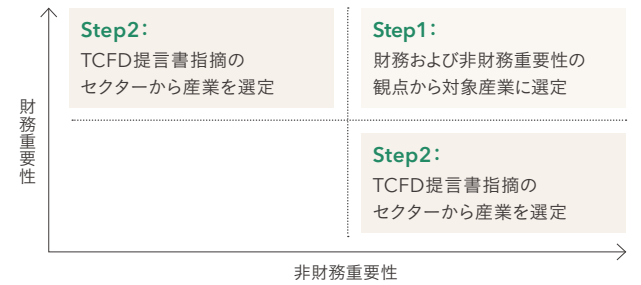 Step2：
TCFD提言書指摘の
セクターから産業を選定
Step1：
財務および非財務重要性の
観点から対象産業に選定
財務重要性
Step2：
TCFD提言書指摘の
セクターから産業を選定
非財務重要性